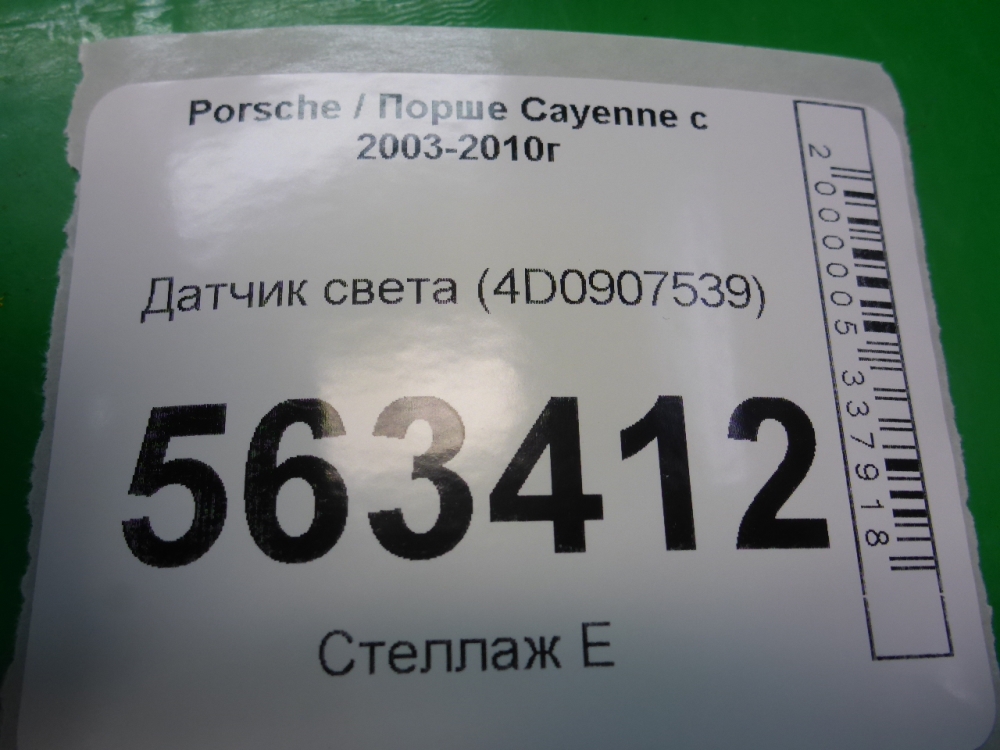 Porsche / Порше Cayenne с
2003-2010г
Датчик света (4D0907539)
563412
Стеллаж E
2000005337918